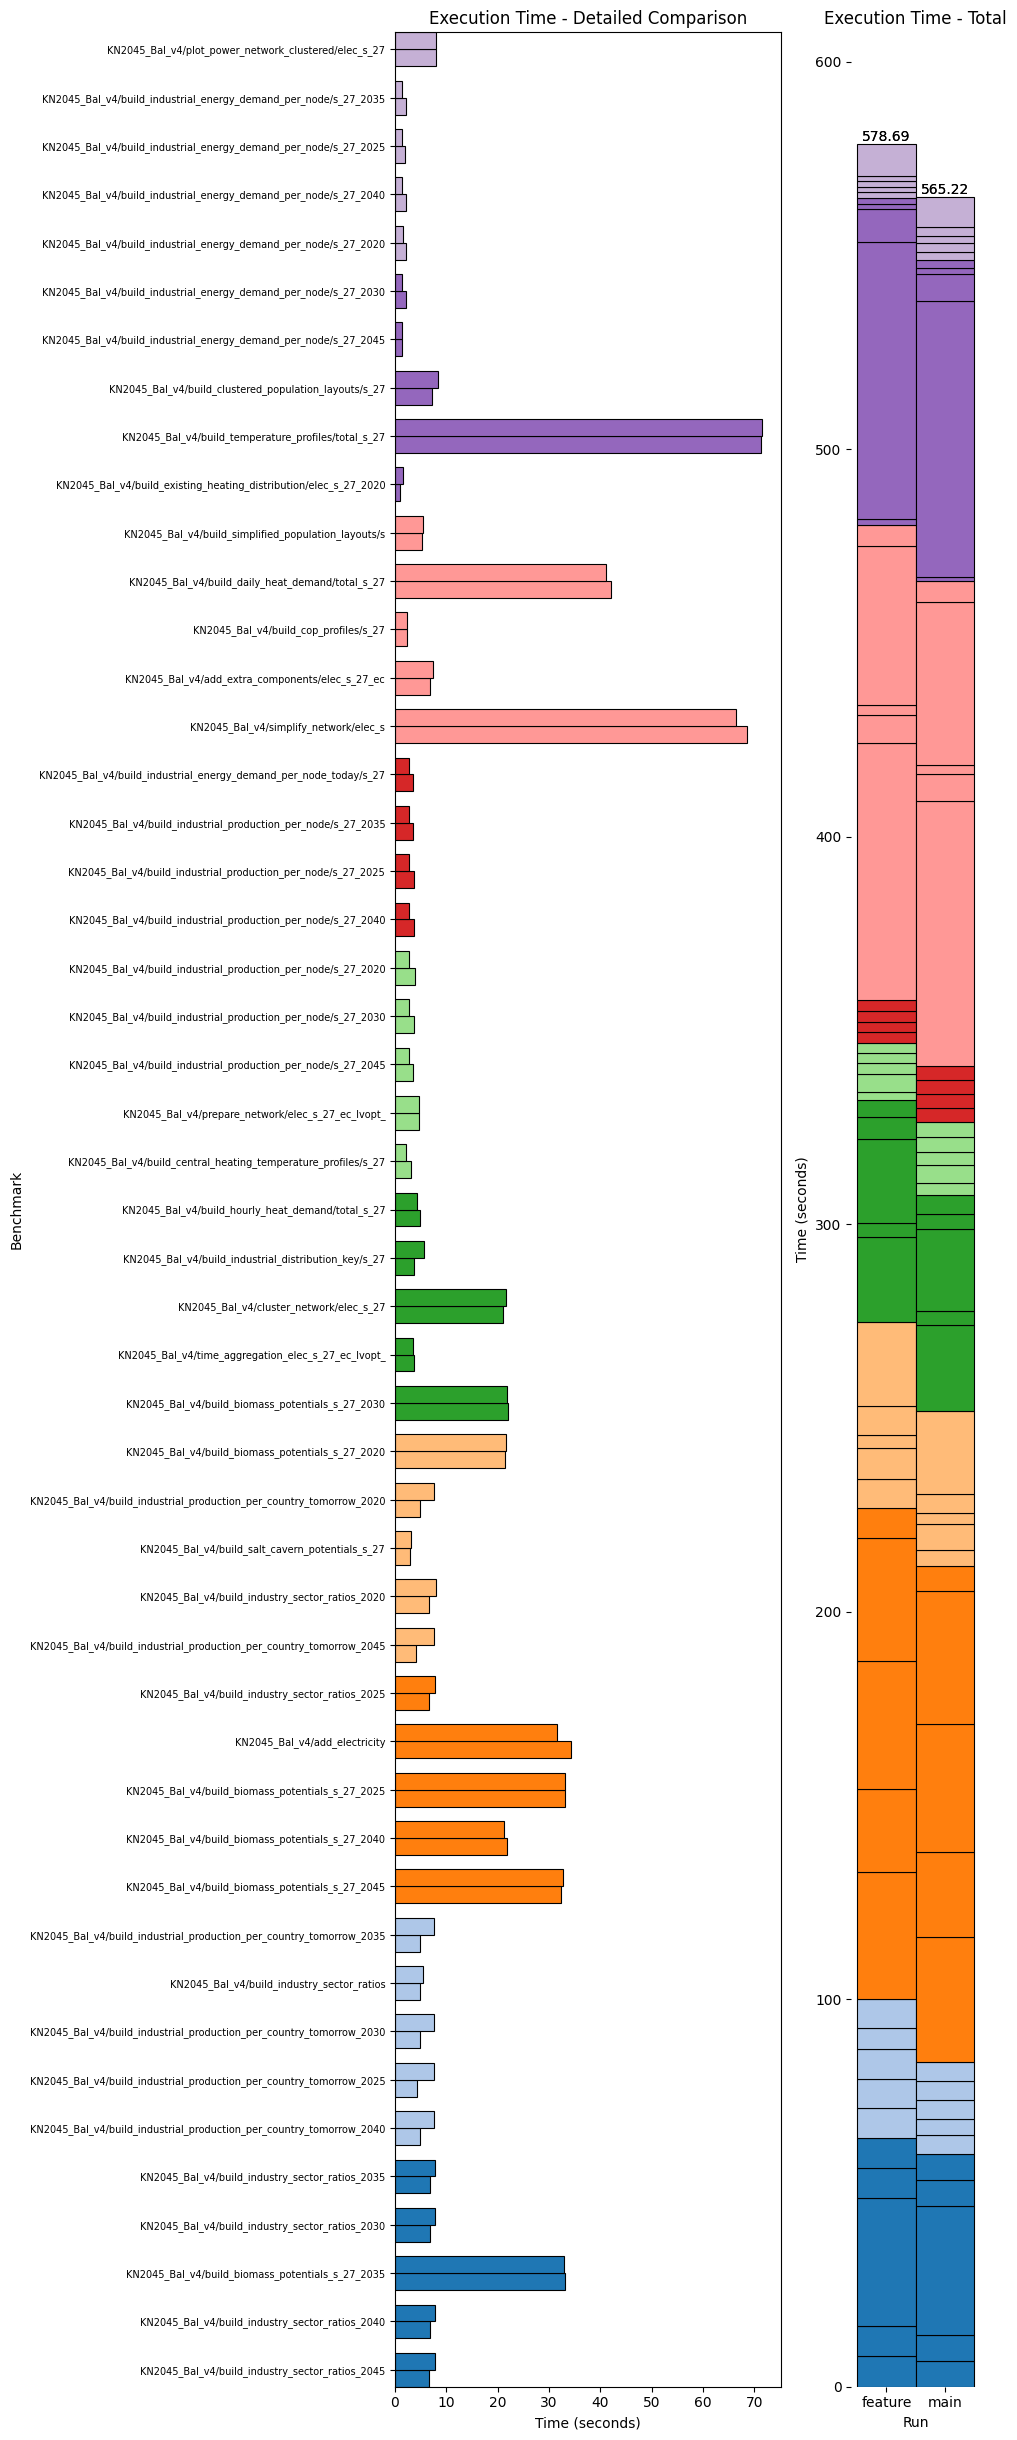 Execution Time - Detailed Comparison
KN2045_Bal_v4/plot_power_network_clustered/elec_s_27
KN2045_Bal_v4/build_industrial_energy_demand_per_node/s_27_2035
KN2045_Bal_v4/build_industrial_energy_demand_per_node/s_27_2025
KN2045_Bal_v4/build_industrial_energy_demand_per_node/s_27_2040
KN2045_Bal_v4/build_industrial_energy_demand_per_node/s_27_2020
KN2045_Bal_v4/build_industrial_energy_demand_per_node/s_27_2030
KN2045_Bal_v4/build_industrial_energy_demand_per_node/s_27_2045
KN2045_Bal_v4/build_clustered_population_layouts/s_27
KN2045_Bal_v4/build_temperature_profiles/total_s_27
KN2045_Bal_v4/build_existing_heating_distribution/elec_s_27_2020
KN2045_Bal_v4/build_simplified_population_layouts/s
KN2045_Bal_v4/build_daily_heat_demand/total_s_27
KN2045_Bal_v4/build_cop_profiles/s_27
KN2045_Bal_v4/add_extra_components/elec_s_27_ec
KN2045_Bal_v4/simplify_network/elec_s
KN2045_Bal_v4/build_industrial_energy_demand_per_node_today/s_27
KN2045_Bal_v4/build_industrial_production_per_node/s_27_2035
KN2045_Bal_v4/build_industrial_production_per_node/s_27_2025
KN2045_Bal_v4/build_industrial_production_per_node/s_27_2040
KN2045_Bal_v4/build_industrial_production_per_node/s_27_2020
KN2045_Bal_v4/build_industrial_production_per_node/s_27_2030
KN2045_Bal_v4/build_industrial_production_per_node/s_27_2045
KN2045_Bal_v4/prepare_network/elec_s_27_ec_lvopt_
KN2045_Bal_v4/build_central_heating_temperature_profiles/s_27
KN2045_Bal_v4/build_hourly_heat_demand/total_s_27
KN2045_Bal_v4/build_industrial_distribution_key/s_27
KN2045_Bal_v4/cluster_network/elec_s_27
KN2045_Bal_v4/time_aggregation_elec_s_27_ec_lvopt_
KN2045_Bal_v4/build_biomass_potentials_s_27_2030
KN2045_Bal_v4/build_biomass_potentials_s_27_2020
KN2045_Bal_v4/build_industrial_production_per_country_tomorrow_2020
KN2045_Bal_v4/build_salt_cavern_potentials_s_27
KN2045_Bal_v4/build_industry_sector_ratios_2020
KN2045_Bal_v4/build_industrial_production_per_country_tomorrow_2045
KN2045_Bal_v4/build_industry_sector_ratios_2025
KN2045_Bal_v4/add_electricity
KN2045_Bal_v4/build_biomass_potentials_s_27_2025
KN2045_Bal_v4/build_biomass_potentials_s_27_2040
KN2045_Bal_v4/build_biomass_potentials_s_27_2045
KN2045_Bal_v4/build_industrial_production_per_country_tomorrow_2035
KN2045_Bal_v4/build_industry_sector_ratios
KN2045_Bal_v4/build_industrial_production_per_country_tomorrow_2030
KN2045_Bal_v4/build_industrial_production_per_country_tomorrow_2025
KN2045_Bal_v4/build_industrial_production_per_country_tomorrow_2040
KN2045_Bal_v4/build_industry_sector_ratios_2035
KN2045_Bal_v4/build_industry_sector_ratios_2030
KN2045_Bal_v4/build_biomass_potentials_s_27_2035
KN2045_Bal_v4/build_industry_sector_ratios_2040
KN2045_Bal_v4/build_industry_sector_ratios_2045
Benchmark
0 10 20 30 40 50 60 70
Time (seconds)
Execution Time - Total
600
500
400
300
200
100
0
Time (seconds)
578.69
565.22
feature main
Run